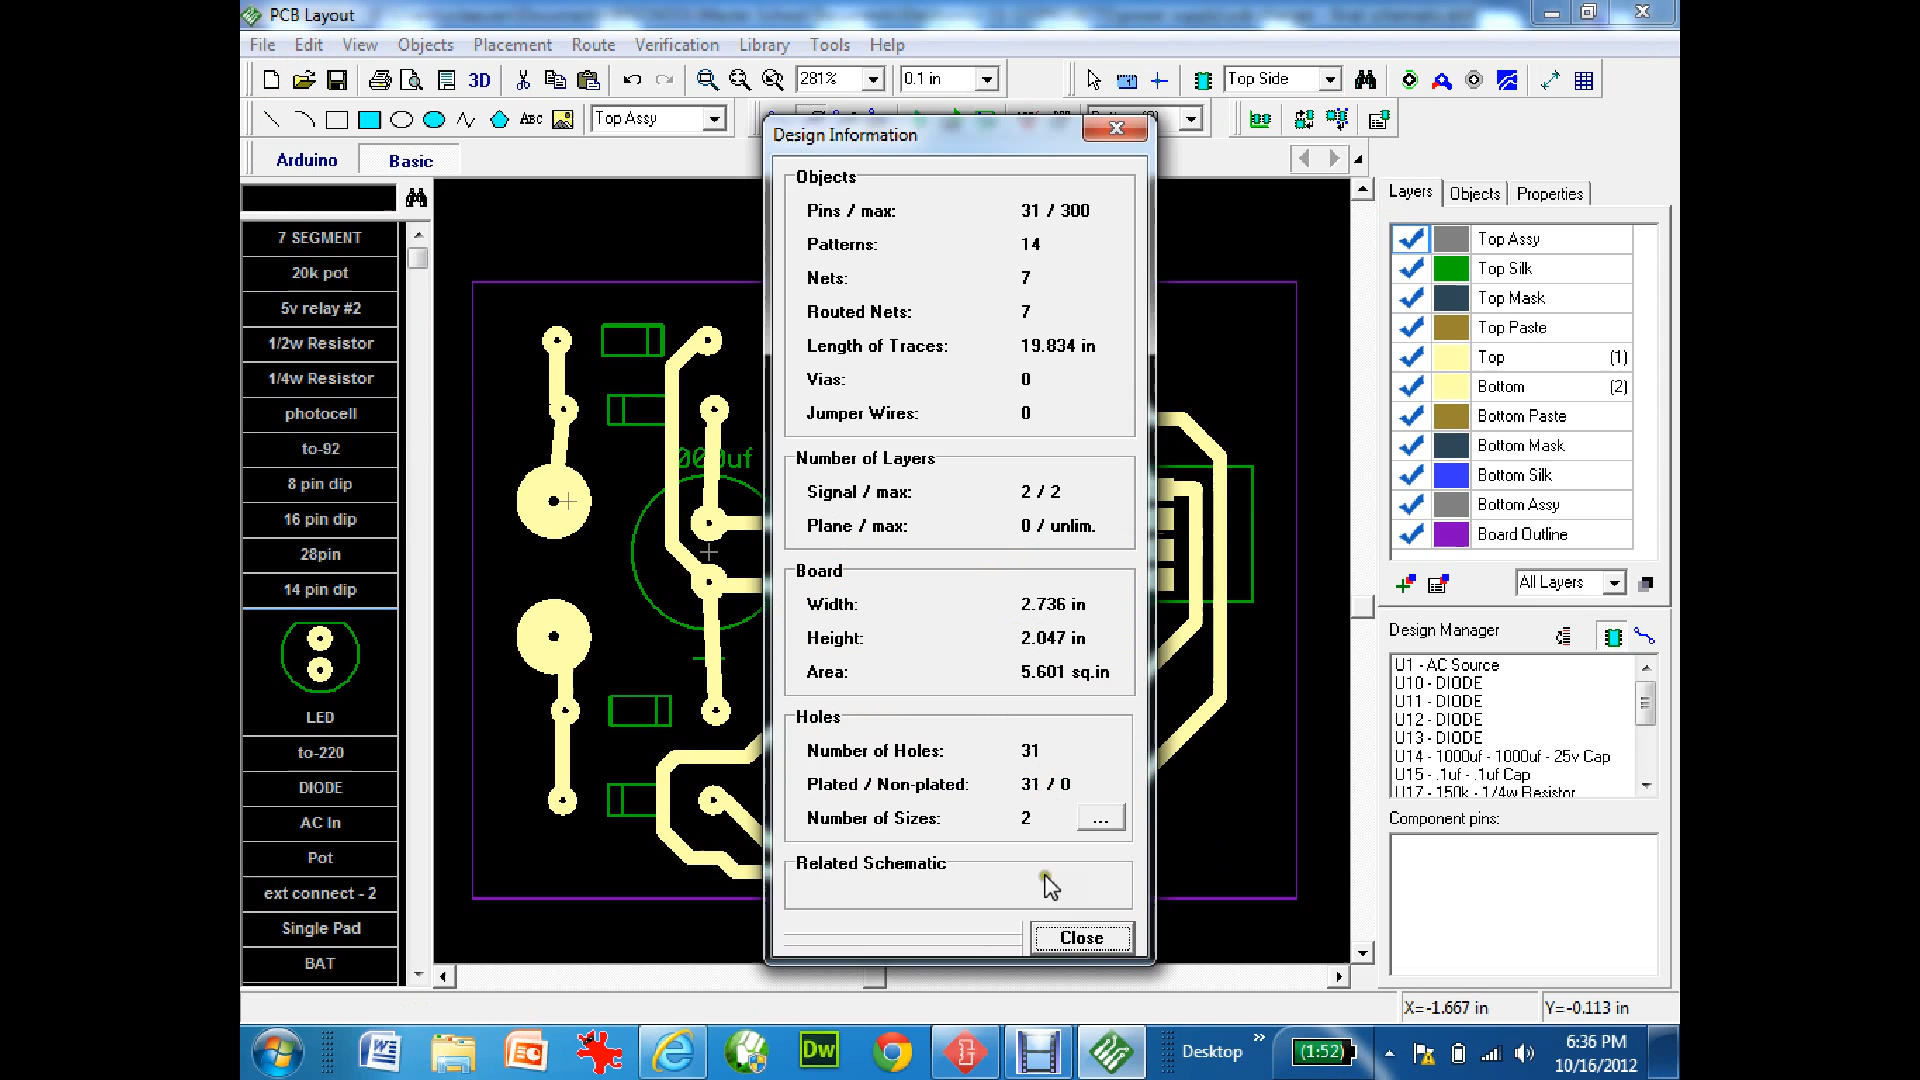 PCB Layout
File Edit View Objects Placement Route Verification Library Tools Help
3D 281% 0.1 in Top Side
ABC Top Assy
Arduino Basic
7 SEGMENT
20k pot
5v relay #2
1/2w Resistor
1/4w Resistor
photocell
to-92
8 pin dip
16 pin dip
28pin
14 pin dip
LED
to-220
DIODE
AC In
Pot
ext connect - 2
Single Pad
BAT
Design Information
Objects
Pins / max: 31 / 300
Patterns: 14
Nets: 7
Routed Nets: 7
Length of Traces: 19.834 in
Vias: 0
Jumper Wires: 0
Number of Layers
Signal / max: 2 / 2
Plane / max: 0 / unlim.
Board
Width: 2.736 in
Height: 2.047 in
Area: 5.601 sq.in
Holes
Number of Holes: 31
Plated / Non-plated: 31 / 0
Number of Sizes: 2 ...
Related Schematic
Close
Layers Objects Properties
Top Assy
Top Silk
Top Mask
Top Paste
Top (1)
Bottom (2)
Bottom Paste
Bottom Mask
Bottom Silk
Bottom Assy
Board Outline
All Layers
Design Manager
U1 - AC Source
U10 - DIODE
U11 - DIODE
U12 - DIODE
U13 - DIODE
U14 - 1000uf - 1000uf - 25v Cap
U15 - .1uf - .1uf Cap
U17 - 150k - 1/4w Resistor
Component pins:
X=-1.667 in Y=-0.113 in
Dw
Desktop » (1:52)
6:36 PM
10/16/2012